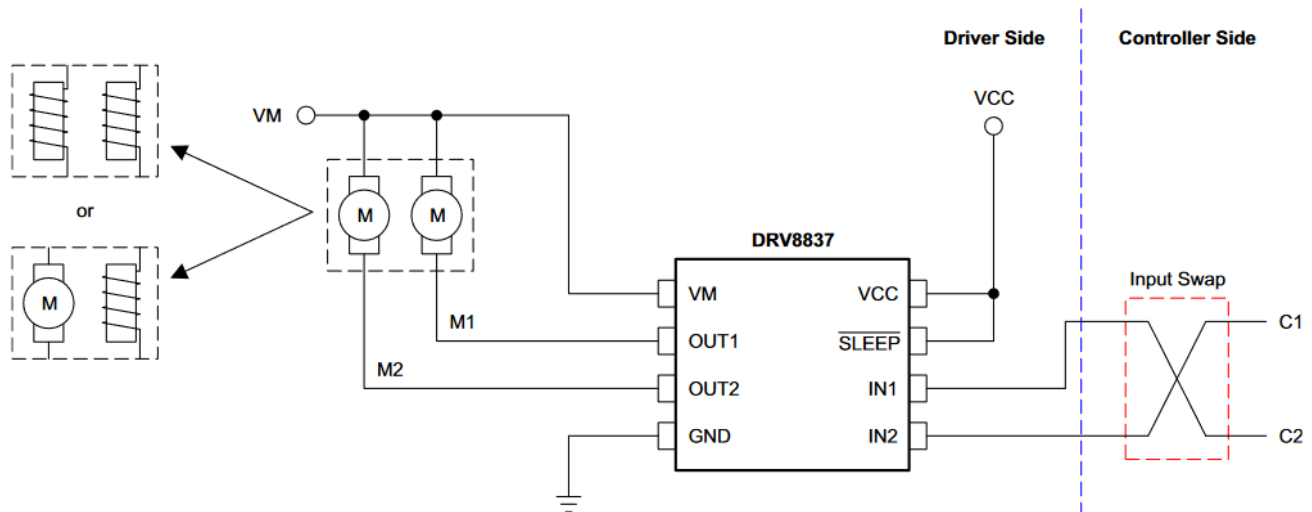 Driver Side
Controller Side
VCC
VM
or
M
M
M
DRV8837
VM
VCC
OUT1
SLEEP
OUT2
IN1
GND
IN2
M1
M2
Input Swap
C1
C2